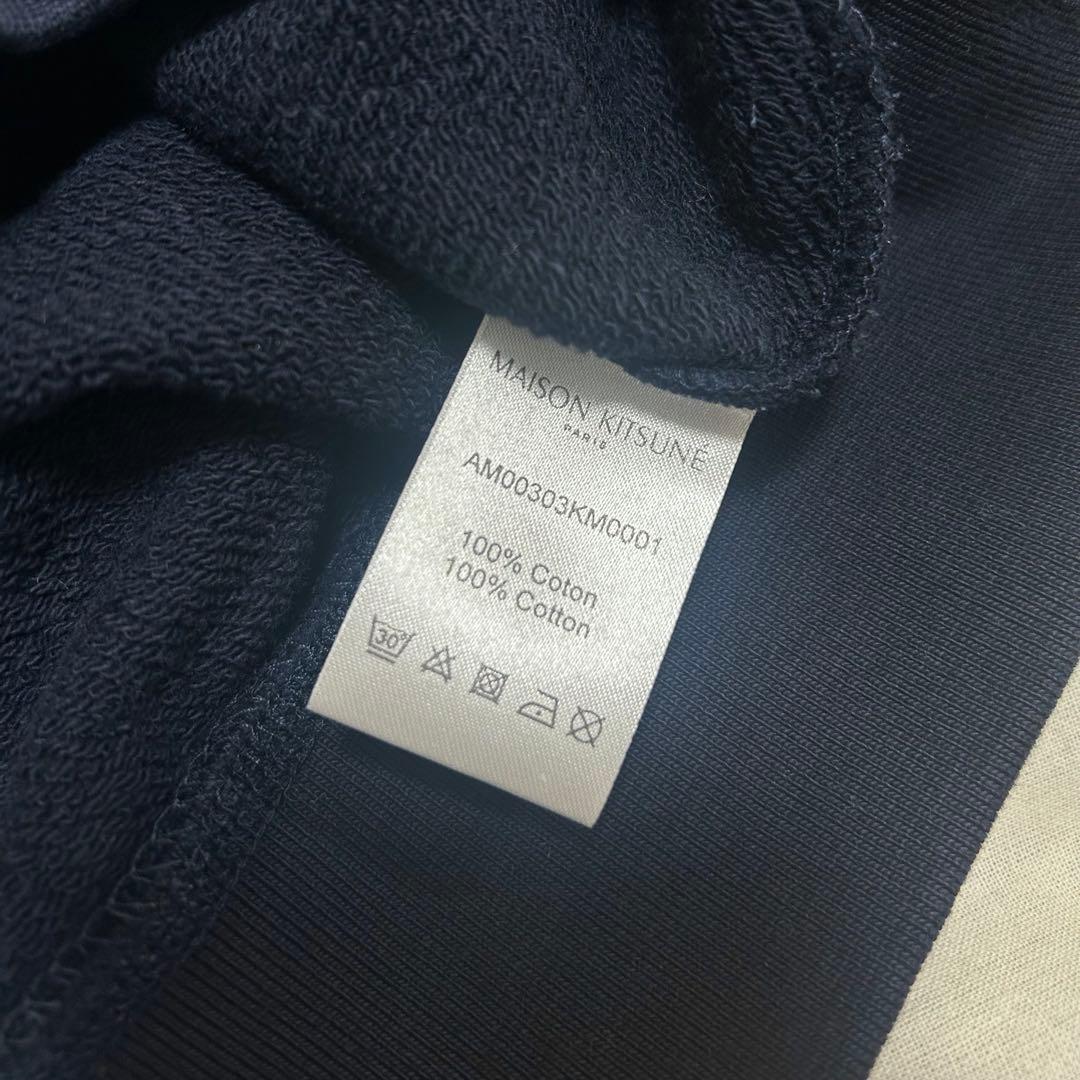 MAISON KITSUNÉ
PARIS
AM00303KM0001
100% Coton
100% Cotton
30°